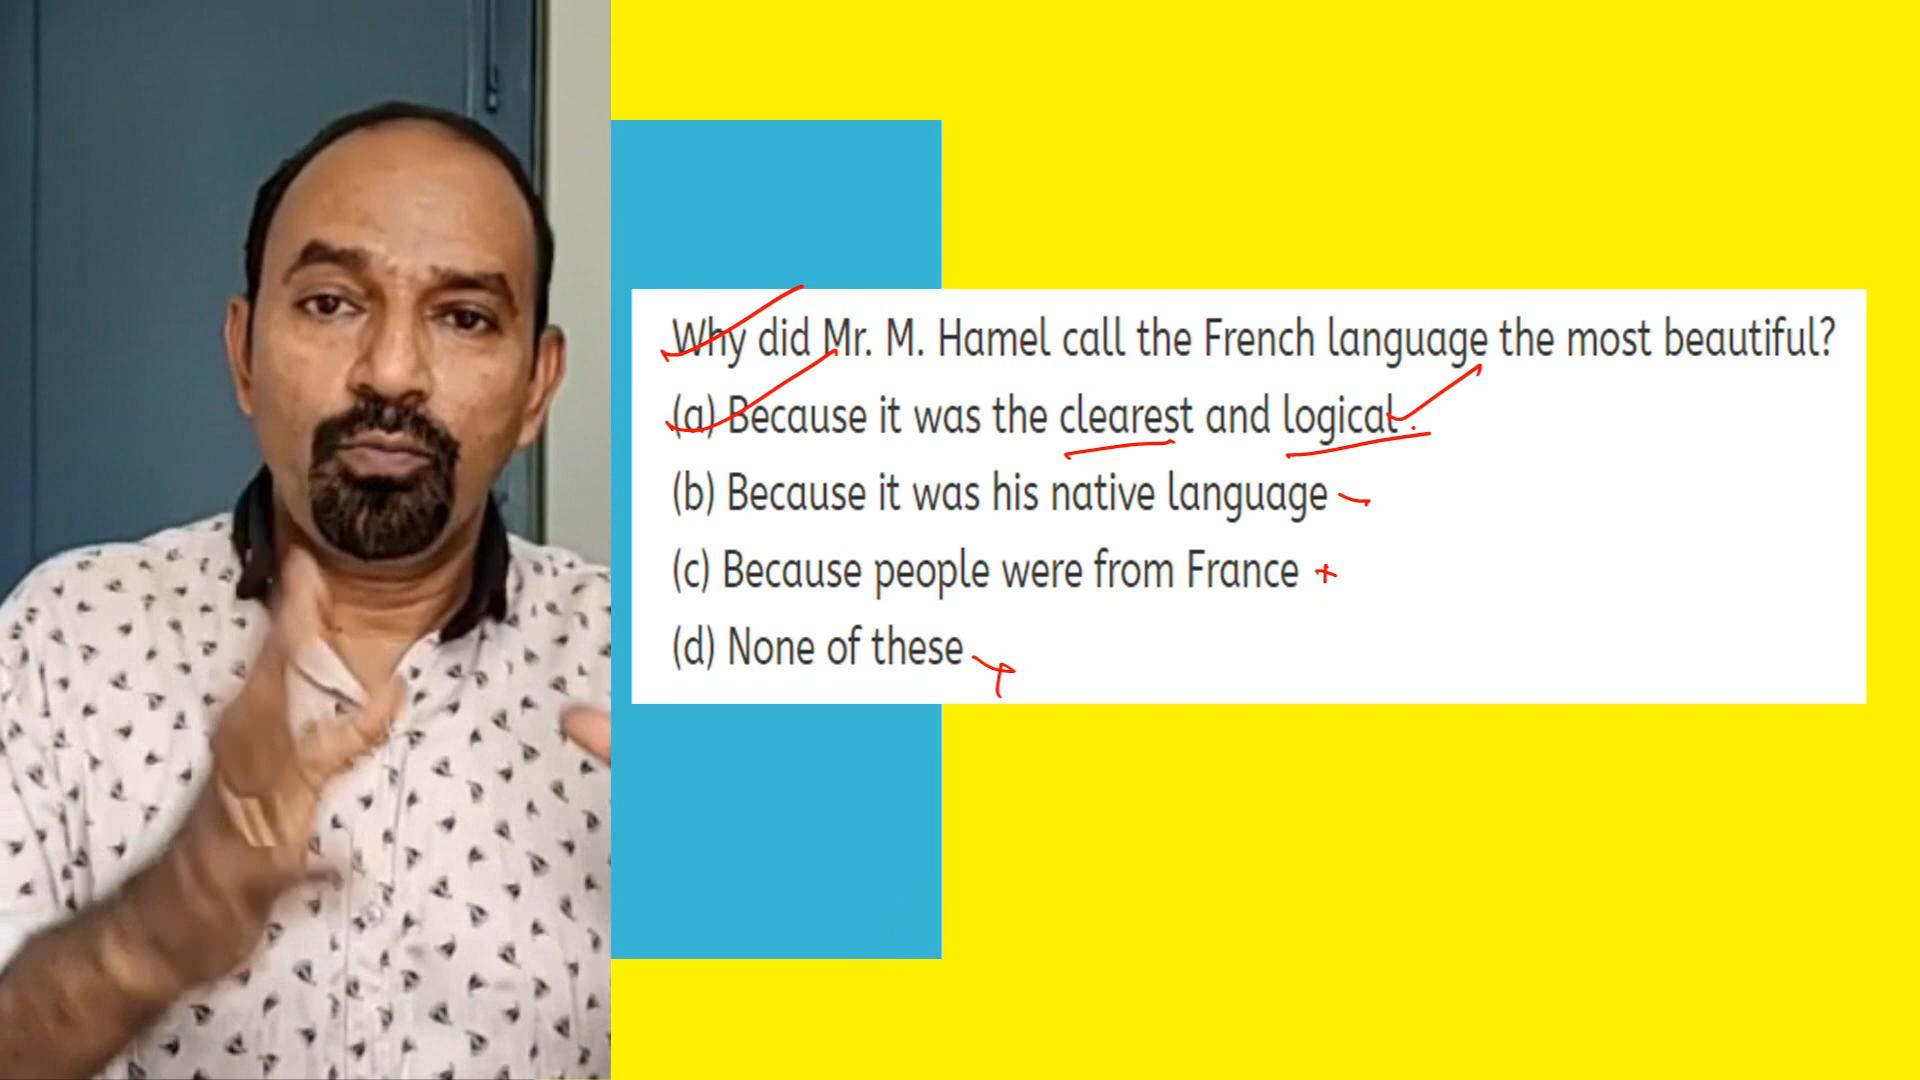 Why did Mr. M. Hamel call the French language the most beautiful?
(a) Because it was the clearest and logical
(b) Because it was his native language
(c) Because people were from France
(d) None of these